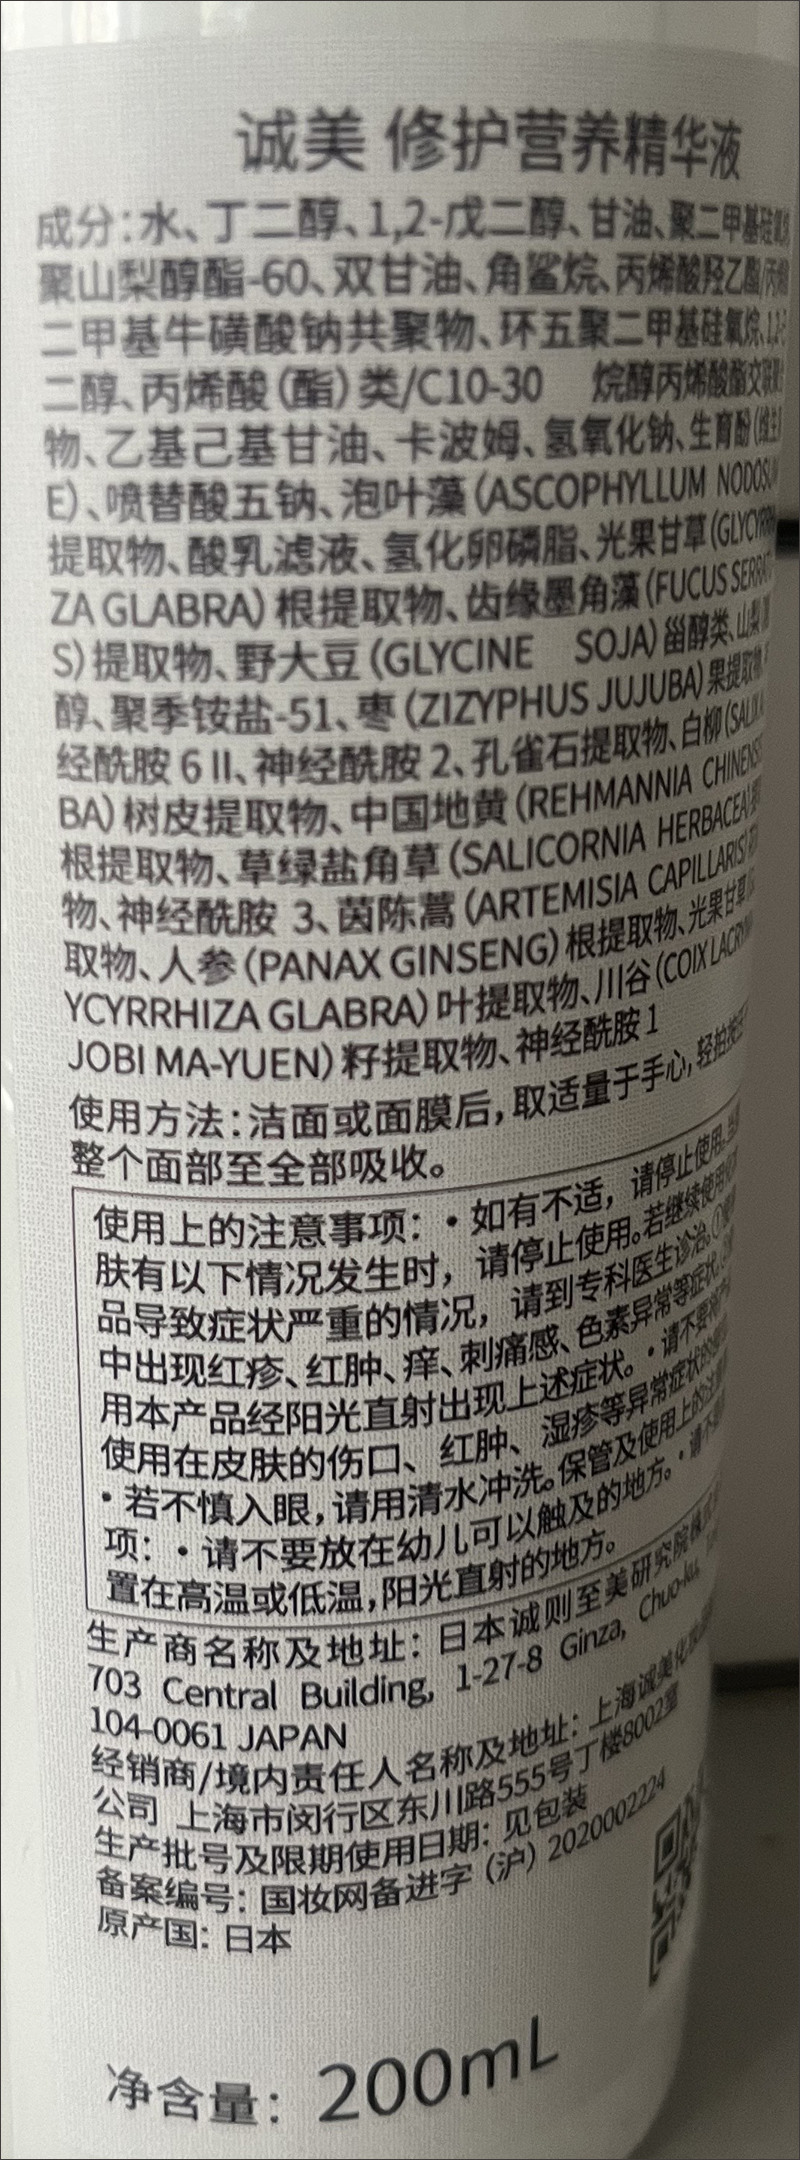 诚美 修护营养精华液
成分：水、丁二醇、1,2-戊二醇、甘油、聚二甲基硅氧烷
聚山梨醇酯-60、双甘油、角鲨烷、丙烯酸羟乙酯/丙烯
二甲基牛磺酸钠共聚物、环五聚二甲基硅氧烷、1,2-
二醇、丙烯酸（酯）类/C10-30 烷醇丙烯酸酯交联
物、乙基己基甘油、卡波姆、氢氧化钠、生育酚（维生
E）、喷替酸五钠、泡叶藻（ASCOPHYLLUM NODOSU
提取物、酸乳滤液、氢化卵磷脂、光果甘草（GLYCYRRH
ZA GLABRA）根提取物、齿缘墨角藻（FUCUS SERRAT
S）提取物、野大豆（GLYCINE SOJA）甾醇类、山梨
醇、聚季铵盐-51、枣（ZIZYPHUS JUJUBA）果提取物、
经酰胺 6 II、神经酰胺 2、孔雀石提取物、白柳（SALIX
BA）树皮提取物、中国地黄（REHMANNIA CHINENS
根提取物、草绿盐角草（SALICORNIA HERBACEA）
物、神经酰胺 3、茵陈蒿（ARTEMISIA CAPILLARIS）
取物、人参（PANAX GINSENG）根提取物、光果甘草
YCYRRHIZA GLABRA）叶提取物、川谷（COIX LACRYM
JOBI MA-YUEN）籽提取物、神经酰胺 1
使用方法：洁面或面膜后，取适量于手心，轻拍按压
整个面部至全部吸收。
使用上的注意事项：・如有不适，请停止使用。
肤有以下情况发生时，请停止使用。若继续使用
品导致症状严重的情况，请到专科医生诊治。①
中出现红疹、红肿、痒、刺痛感、色素异常等症状。
用本产品经阳光直射出现上述症状。・请不要
使用在皮肤的伤口、红肿、湿疹等异常症状的
・若不慎入眼，请用清水冲洗。保管及使用上的注意
项：・请不要放在幼儿可以触及的地方。・请不
置在高温或低温，阳光直射的地方。
生产商名称及地址：日本诚则至美研究院株式
703 Central Building, 1-27-8 Ginza, Chuo-ku,
104-0061 JAPAN
经销商/境内责任人名称及地址：上海诚美化妆品
公司 上海市闵行区东川路555号丁楼8002室
生产批号及限期使用日期：见包装
备案编号：国妆网备进字（沪）2020002224
原产国：日本
净含量：200mL